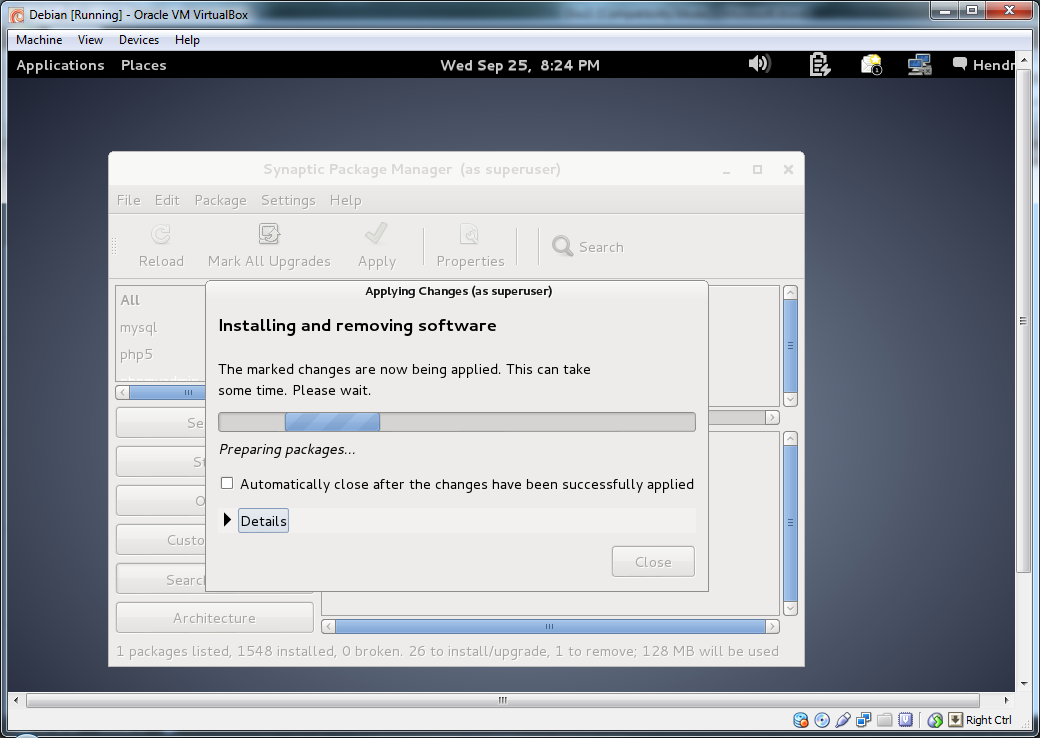 Debian [Running] - Oracle VM VirtualBox
Machine View Devices Help
Applications Places Wed Sep 25, 8:24 PM Hendr
Synaptic Package Manager (as superuser)
File Edit Package Settings Help
Reload Mark All Upgrades Apply Properties Search
All
mysql
php5
Applying Changes (as superuser)
Installing and removing software
The marked changes are now being applied. This can take
some time. Please wait.
Preparing packages...
Automatically close after the changes have been successfully applied
Details
Close
Se
St
O
Custo
Search
Architecture
1 packages listed, 1548 installed, 0 broken. 26 to install/upgrade, 1 to remove; 128 MB will be used
Right Ctrl